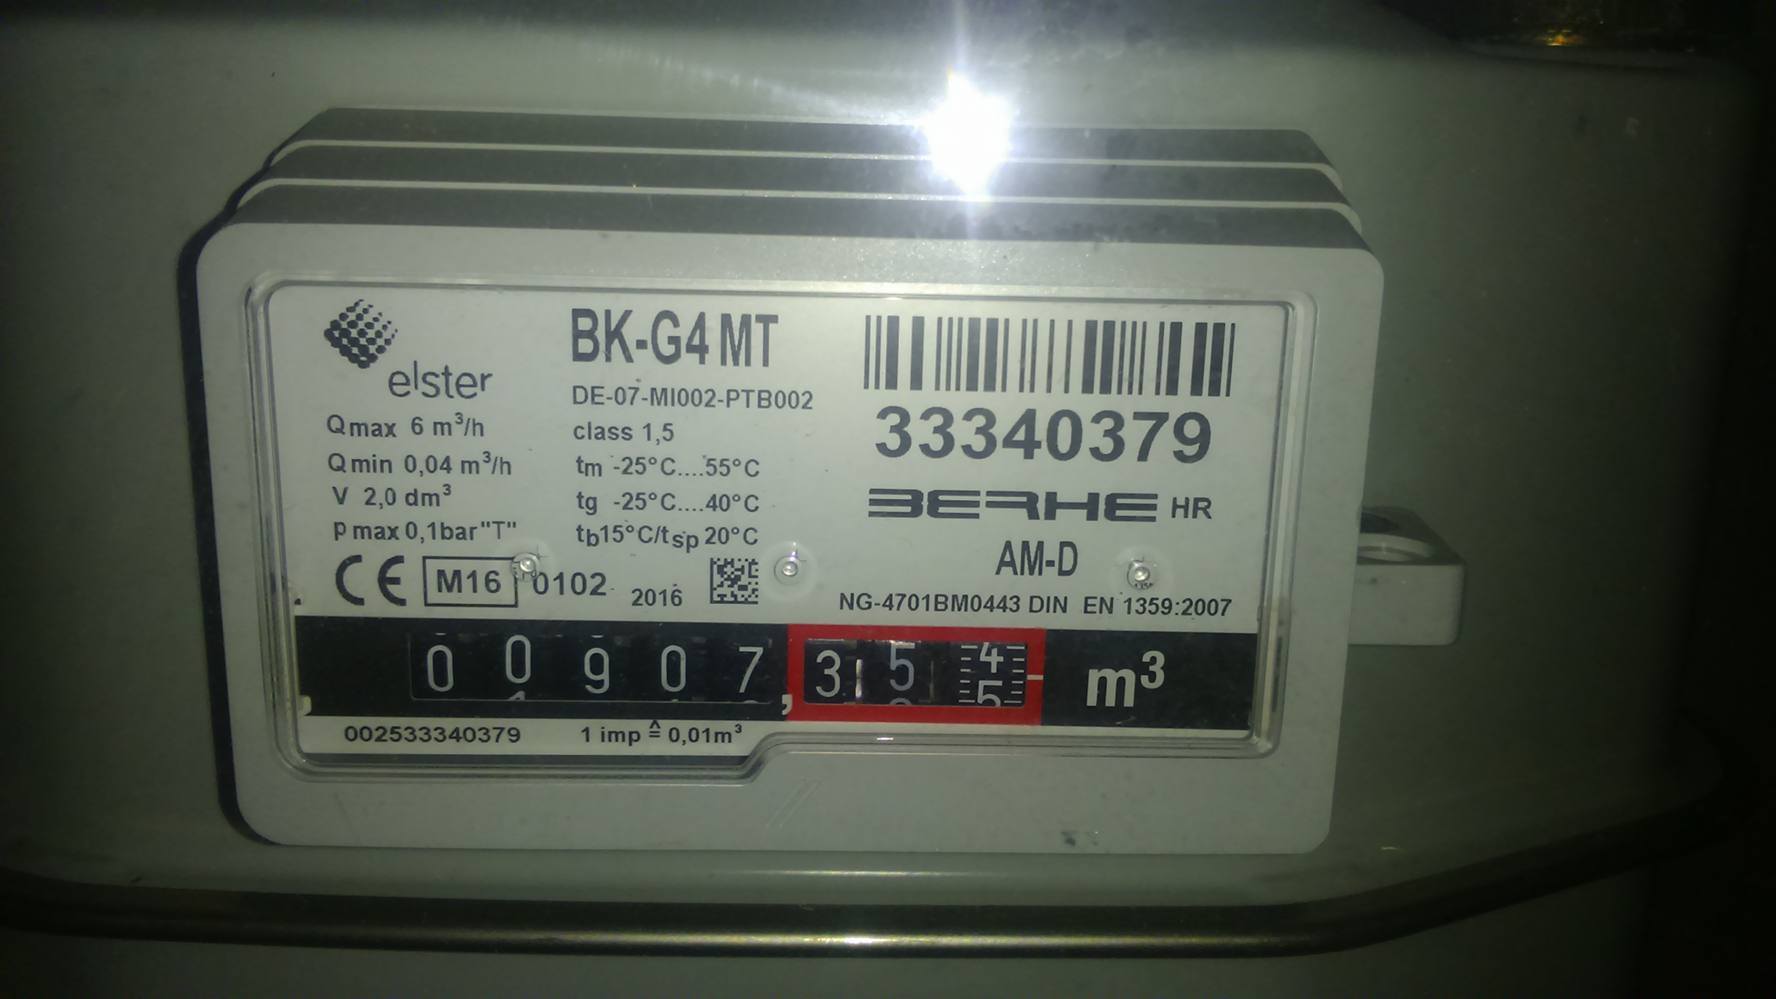 elster
BK-G4 MT
DE-07-MI002-PTB002
33340379
Qmax 6 m³/h
class 1,5
Qmin 0,04 m³/h
tm -25°C....55°C
BERHE HR
V 2,0 dm³
tg -25°C....40°C
pmax 0,1bar "T"
tb15°C/tsp 20°C
AM-D
CE M16 0102 2016
NG-4701BM0443 DIN EN 1359:2007
00907,354 m³
5
002533340379
1 imp ≙ 0,01m³